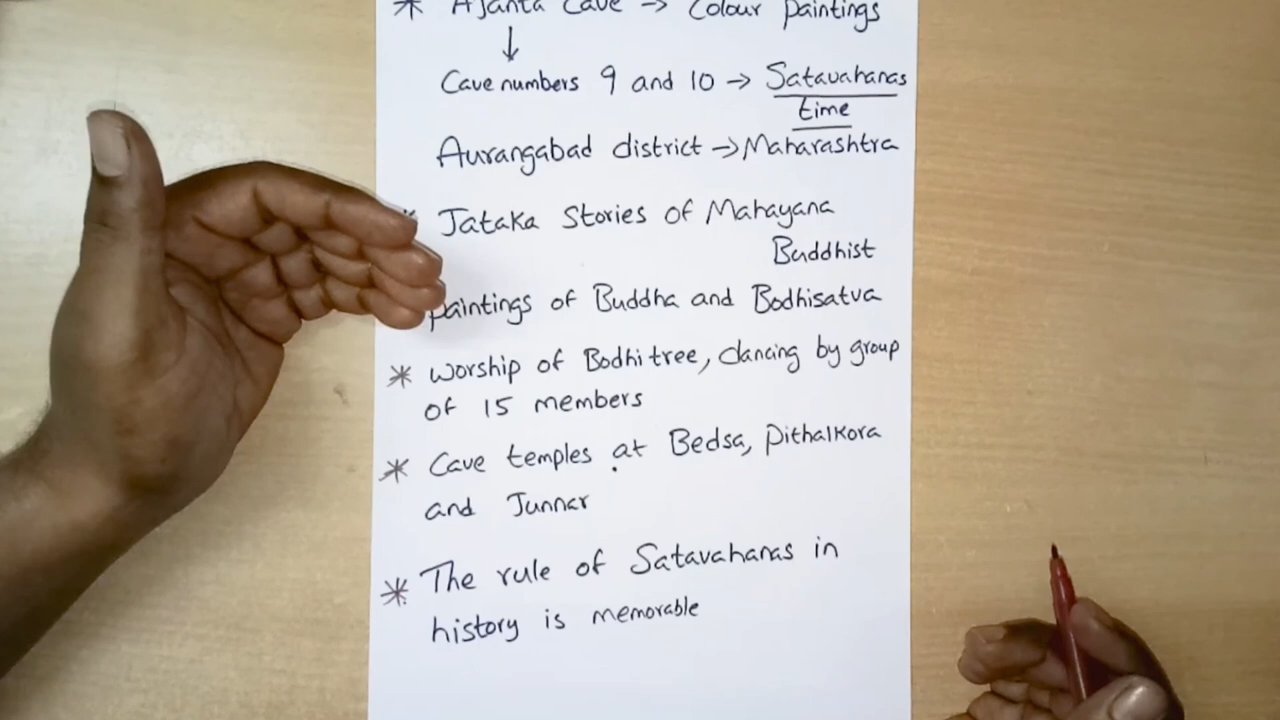 * Ajanta Cave → Colour paintings
↓
Cave numbers 9 and 10 → Satavahanas
time
Aurangabad district → Maharashtra
* Jataka Stories of Mahayana
Buddhist
paintings of Buddha and Bodhisatva
* worship of Bodhi tree, dancing by group
of 15 members
* Cave temples at Bedsa, pithalkora
and Junnar
* The rule of Satavahanas in
history is memorable